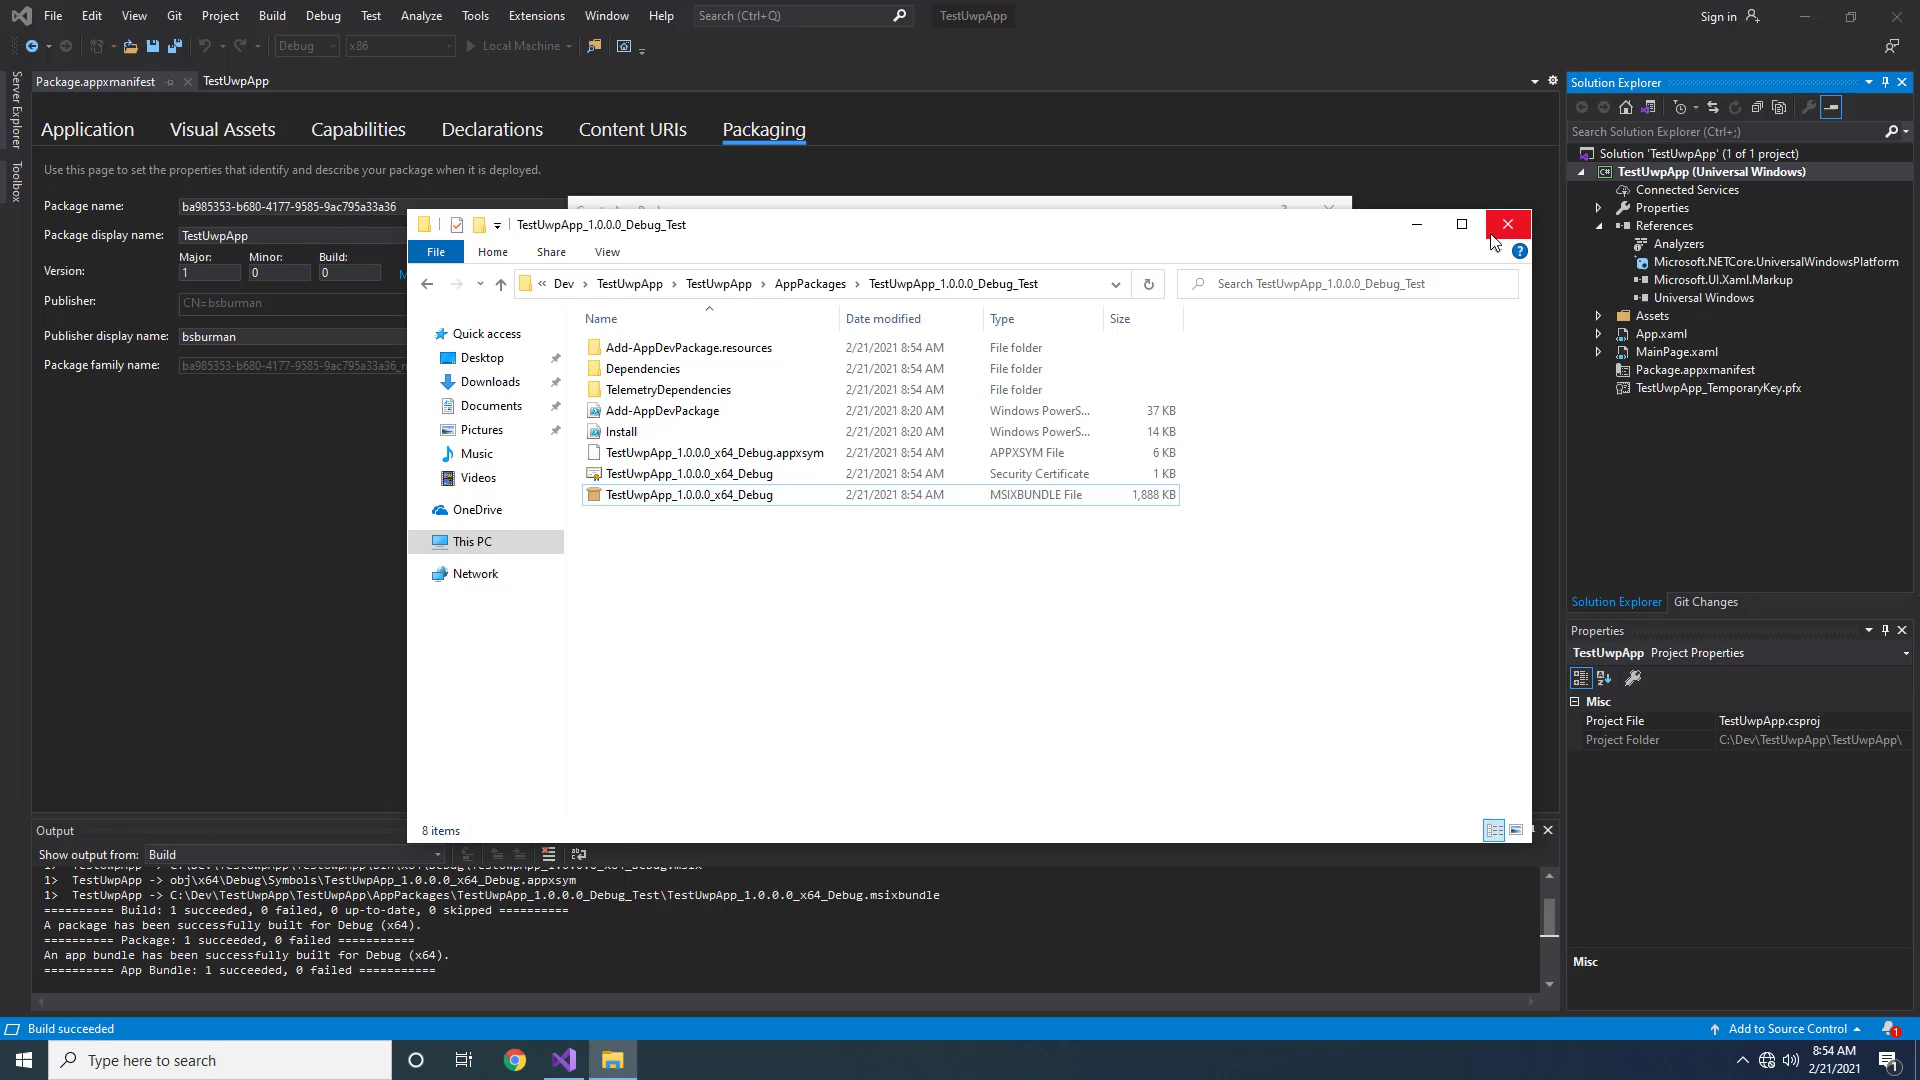 File Edit View Git Project Build Debug Test Analyze Tools Extensions Window Help Search (Ctrl+Q) TestUwpApp Sign in
Debug x86 Local Machine
Server Explorer
Toolbox
Package.appxmanifest TestUwpApp
Application Visual Assets Capabilities Declarations Content URIs Packaging
Use this page to set the properties that identify and describe your package when it is deployed.
Package name: ba985353-b680-4177-9585-9ac795a33a36
Package display name: TestUwpApp
Major: Minor: Build:
Version: 1 0 0
Publisher: CN=bsburman
Publisher display name: bsburman
Package family name: ba985353-b680-4177-9585-9ac795a33a36
TestUwpApp_1.0.0.0_Debug_Test
File Home Share View
« Dev > TestUwpApp > TestUwpApp > AppPackages > TestUwpApp_1.0.0.0_Debug_Test Search TestUwpApp_1.0.0.0_Debug_Test
Quick access
Desktop
Downloads
Documents
Pictures
Music
Videos
OneDrive
This PC
Network
Name Date modified Type Size
Add-AppDevPackage.resources 2/21/2021 8:54 AM File folder
Dependencies 2/21/2021 8:54 AM File folder
TelemetryDependencies 2/21/2021 8:54 AM File folder
Add-AppDevPackage 2/21/2021 8:20 AM Windows PowerS... 37 KB
Install 2/21/2021 8:20 AM Windows PowerS... 14 KB
TestUwpApp_1.0.0.0_x64_Debug.appxsym 2/21/2021 8:54 AM APPXSYM File 6 KB
TestUwpApp_1.0.0.0_x64_Debug 2/21/2021 8:54 AM Security Certificate 1 KB
TestUwpApp_1.0.0.0_x64_Debug 2/21/2021 8:54 AM MSIXBUNDLE File 1,888 KB
8 items
Solution Explorer
Search Solution Explorer (Ctrl+;)
Solution 'TestUwpApp' (1 of 1 project)
TestUwpApp (Universal Windows)
Connected Services
Properties
References
Analyzers
Microsoft.NETCore.UniversalWindowsPlatform
Microsoft.UI.Xaml.Markup
Universal Windows
Assets
App.xaml
MainPage.xaml
Package.appxmanifest
TestUwpApp_TemporaryKey.pfx
Solution Explorer Git Changes
Properties
TestUwpApp Project Properties
Misc
Project File TestUwpApp.csproj
Project Folder C:\Dev\TestUwpApp\TestUwpApp\
Misc
Output
Show output from: Build
1> TestUwpApp -> obj\x64\Debug\Symbols\TestUwpApp_1.0.0.0_x64_Debug.appxsym
1> TestUwpApp -> C:\Dev\TestUwpApp\TestUwpApp\AppPackages\TestUwpApp_1.0.0.0_Debug_Test\TestUwpApp_1.0.0.0_x64_Debug.msixbundle
========== Build: 1 succeeded, 0 failed, 0 up-to-date, 0 skipped ==========
A package has been successfully built for Debug (x64).
========== Package: 1 succeeded, 0 failed ===========
An app bundle has been successfully built for Debug (x64).
========== App Bundle: 1 succeeded, 0 failed ===========
Build succeeded Add to Source Control 1
Type here to search 8:54 AM
2/21/2021 1